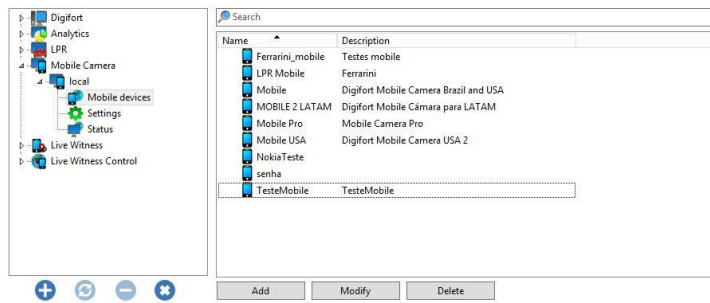 Digifort
Analytics
LPR
Mobile Camera
local
Mobile devices
Settings
Status
Live Witness
Live Witness Control
Search
Name Description
Ferrarini_mobile Testes mobile
LPR Mobile Ferrarini
Mobile Digifort Mobile Camera Brazil and USA
MOBILE 2 LATAM Digifort Mobile Cámara para LATAM
Mobile Pro Mobile Camera Pro
Mobile USA Digifort Mobile Camera USA 2
NokiaTeste
senha
TesteMobile TesteMobile
Add Modify Delete